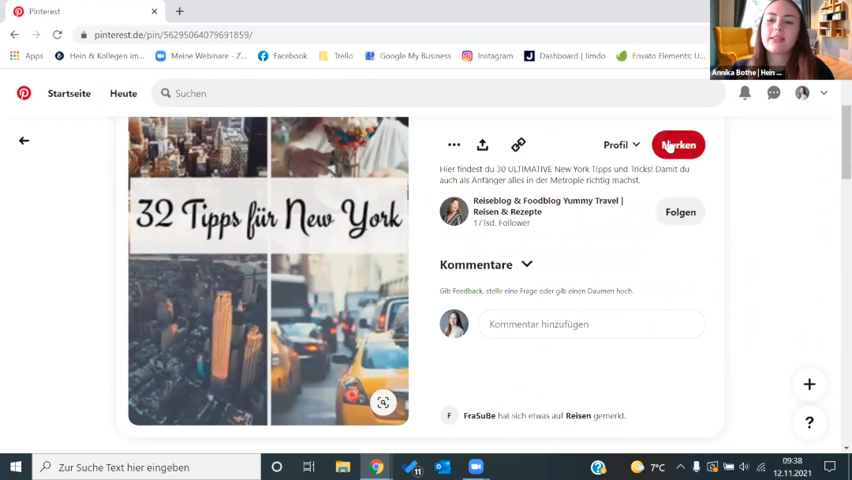 Pinterest
pinterest.de/pin/56295064079691859/
Apps
Hein & Kollegen im...
Meine Webinare - Z...
Facebook
Trello
Google My Business
Instagram
Dashboard | Jimdo
Envato Elements: U...
Annika Bothe | Hein ...
Startseite
Heute
Suchen
Profil
Merken
Hier findest du 30 ULTIMATIVE New York Tipps und Tricks! Damit du
auch als Anfänger alles in der Metropole richtig machst.
Reiseblog & Foodblog Yummy Travel |
Reisen & Rezepte
17 Tsd. Follower
Folgen
32 Tipps für New York
Kommentare
Gib Feedback, stelle eine Frage oder gib einen Daumen hoch.
Kommentar hinzufügen
F
FraSuBe hat sich etwas auf Reisen gemerkt.
+
?
Zur Suche Text hier eingeben
11
7°C
09:38
12.11.2021